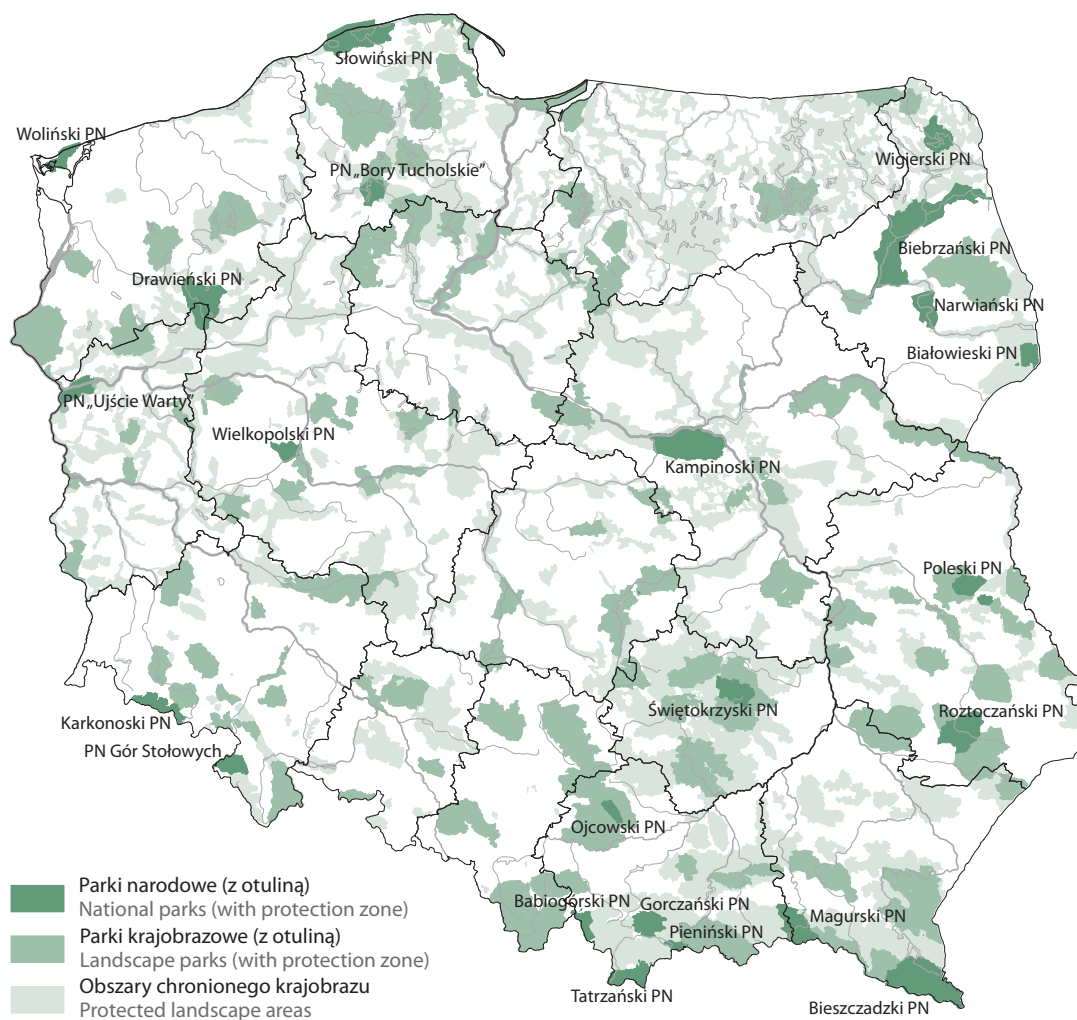 Słowiński PN
Woliński PN
Wigierski PN
PN „Bory Tucholskie”
Biebrzański PN
Drawieński PN
Narwiański PN
Białowieski PN
PN „Ujście Warty”
Wielkopolski PN
Kampinoski PN
Poleski PN
Karkonoski PN
Świętokrzyski PN
Roztoczański PN
PN Gór Stołowych
Ojcowski PN
Babiogórski PN
Gorczański PN
Magurski PN
Pieniński PN
Tatrzański PN
Bieszczadzki PN
Parki narodowe (z otuliną)
National parks (with protection zone)
Parki krajobrazowe (z otuliną)
Landscape parks (with protection zone)
Obszary chronionego krajobrazu
Protected landscape areas